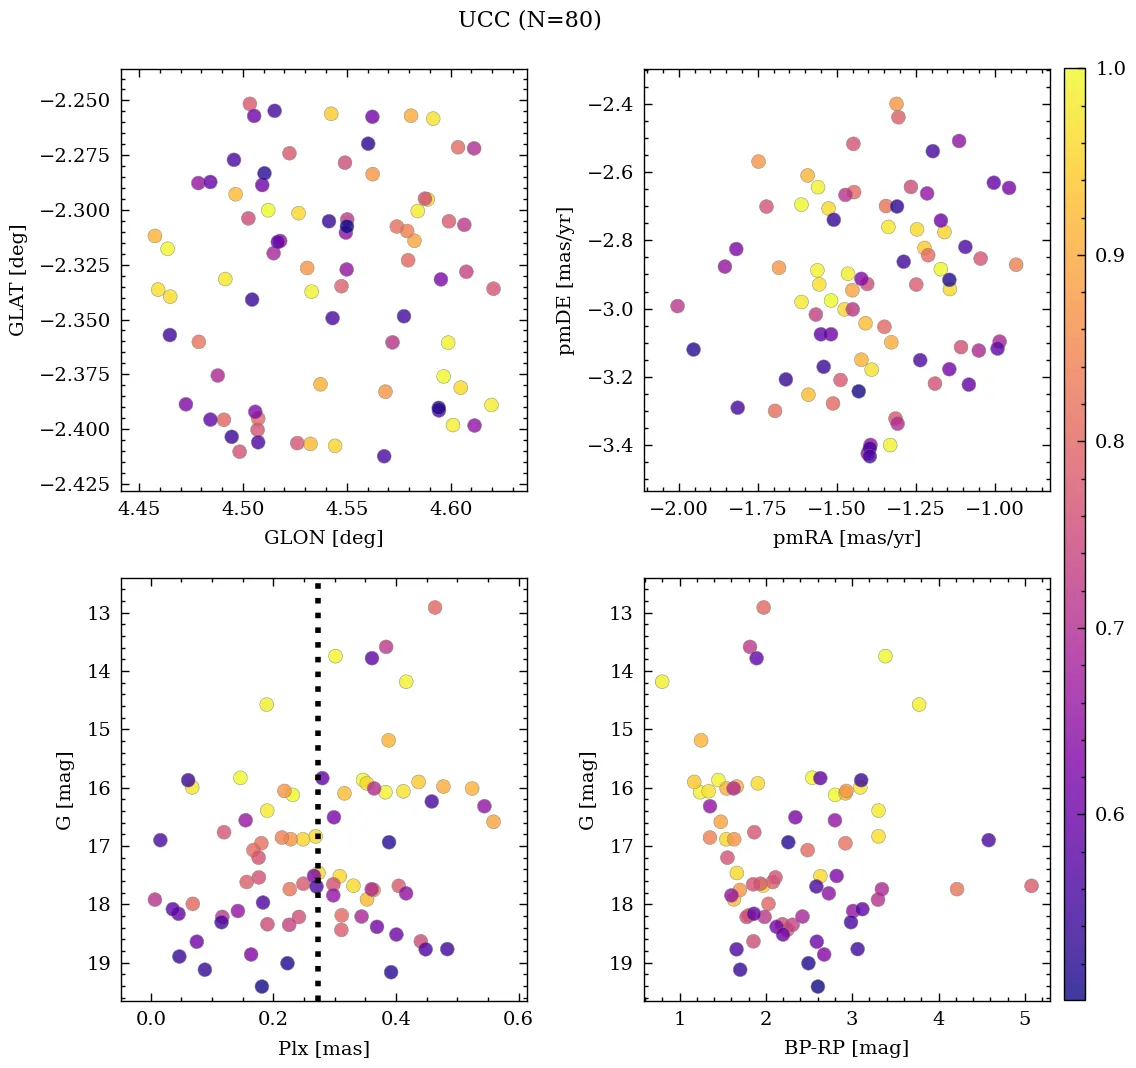 UCC (N=80)
−2.250
−2.275
−2.300
−2.325
−2.350
−2.375
−2.400
−2.425
GLAT [deg]
4.45 4.50 4.55 4.60
GLON [deg]
−2.4
−2.6
−2.8
−3.0
−3.2
−3.4
pmDE [mas/yr]
−2.00 −1.75 −1.50 −1.25 −1.00
pmRA [mas/yr]
1.0
0.9
0.8
0.7
0.6
13
14
15
16
17
18
19
G [mag]
0.0 0.2 0.4 0.6
Plx [mas]
13
14
15
16
17
18
19
G [mag]
1 2 3 4 5
BP-RP [mag]